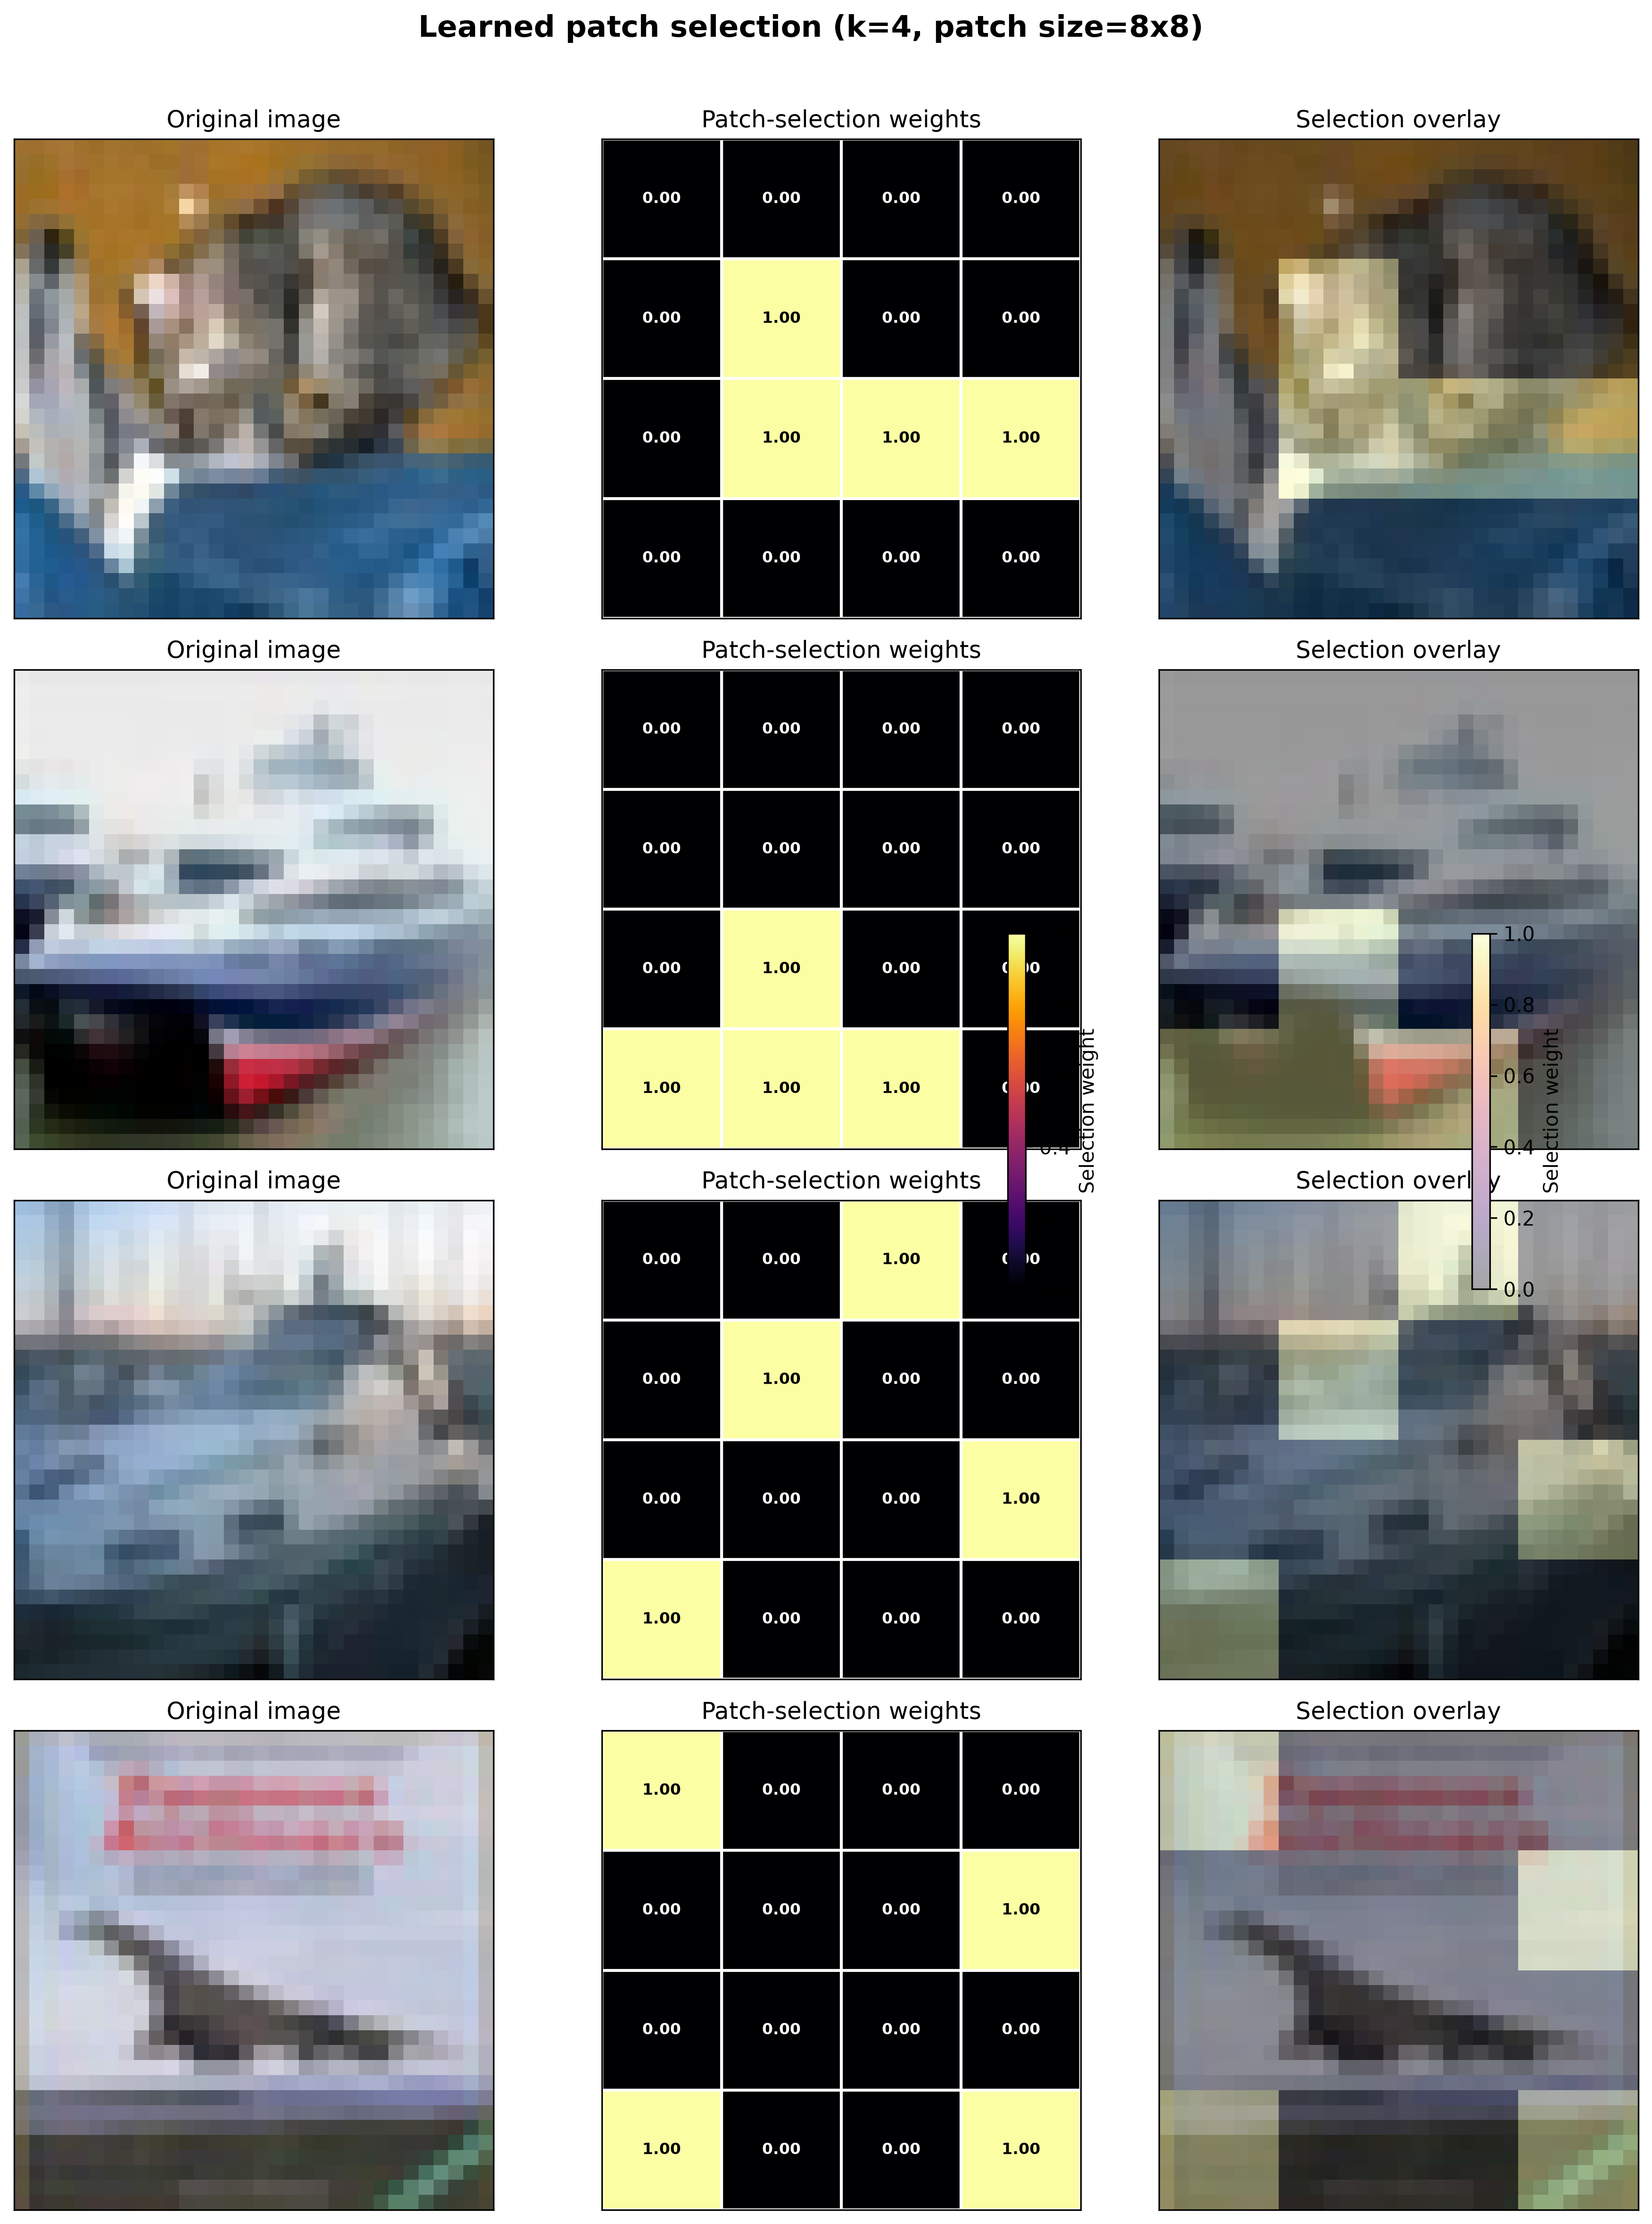 Learned patch selection (k=4, patch size=8x8)
Original image Patch-selection weights Selection overlay
0.00 0.00 0.00 0.00
0.00 1.00 0.00 0.00
0.00 1.00 1.00 1.00
0.00 0.00 0.00 0.00
Original image Patch-selection weights Selection overlay
0.00 0.00 0.00 0.00
0.00 0.00 0.00 0.00
0.00 1.00 0.00
1.00 1.00 1.00
Selection weight
1.0
0.8
0.6
0.4
0.2
0.0
Selection weight
Original image Patch-selection weights Selection overlay
0.00 0.00 1.00
0.00 1.00 0.00 0.00
0.00 0.00 0.00 1.00
1.00 0.00 0.00 0.00
Original image Patch-selection weights Selection overlay
1.00 0.00 0.00 0.00
0.00 0.00 0.00 1.00
0.00 0.00 0.00 0.00
1.00 0.00 0.00 1.00